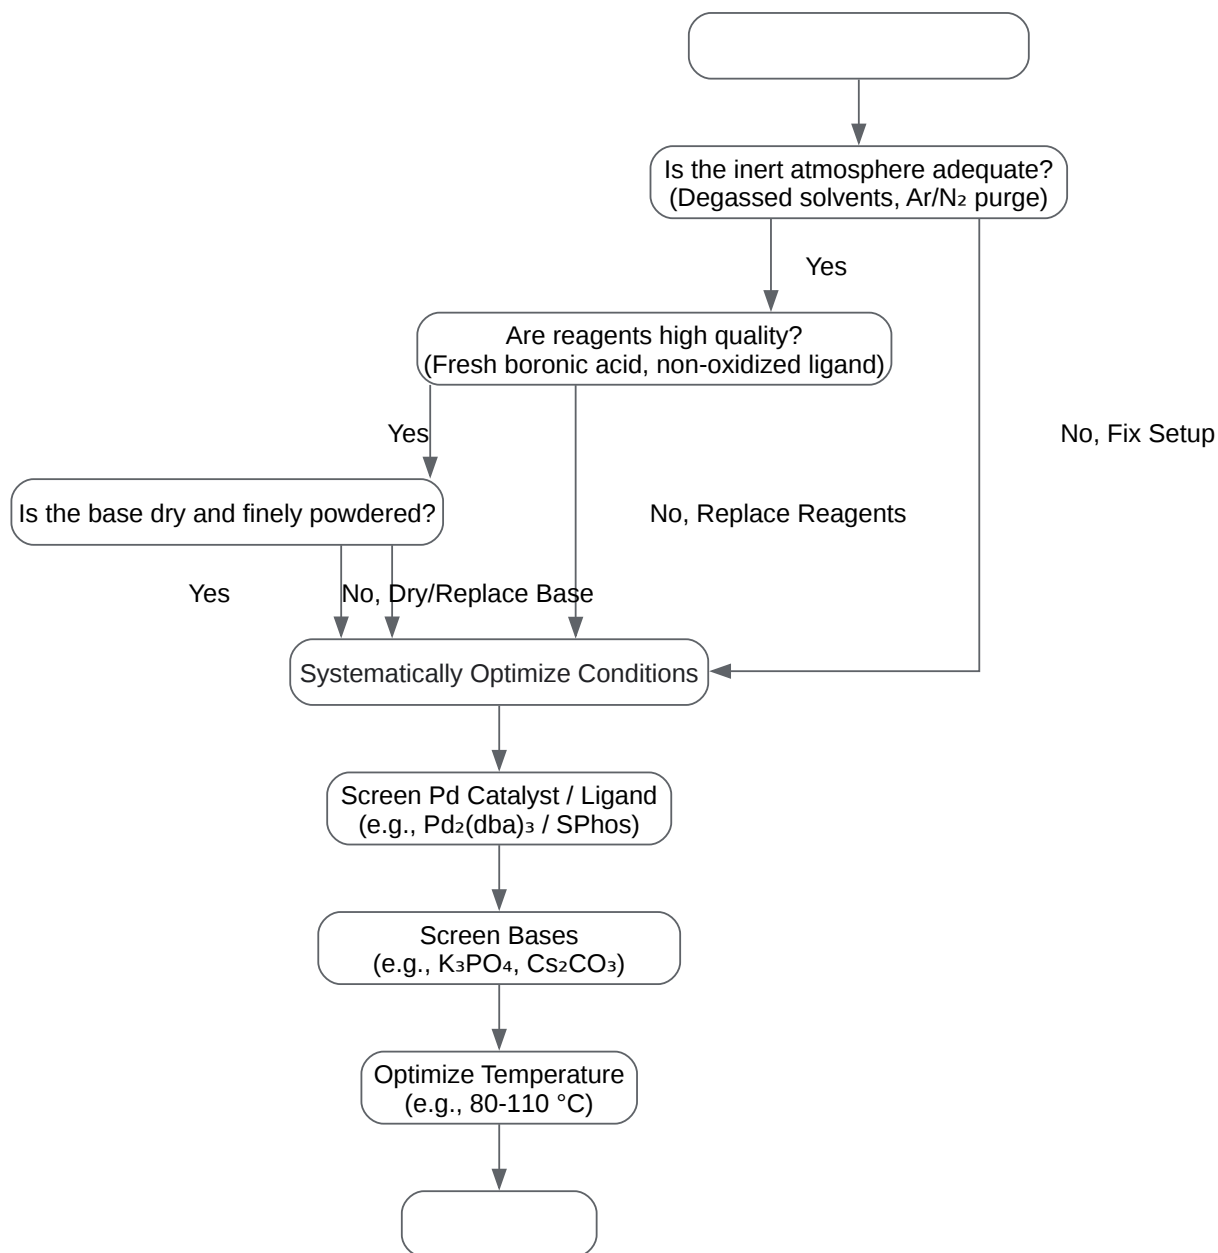 Is the inert atmosphere adequate?
(Degassed solvents, Ar/N₂ purge)
Yes
Are reagents high quality?
(Fresh boronic acid, non-oxidized ligand)
Yes
No, Fix Setup
Is the base dry and finely powdered?
No, Replace Reagents
Yes
No, Dry/Replace Base
Systematically Optimize Conditions
Screen Pd Catalyst / Ligand
(e.g., Pd₂(dba)₃ / SPhos)
Screen Bases
(e.g., K₃PO₄, Cs₂CO₃)
Optimize Temperature
(e.g., 80-110 °C)